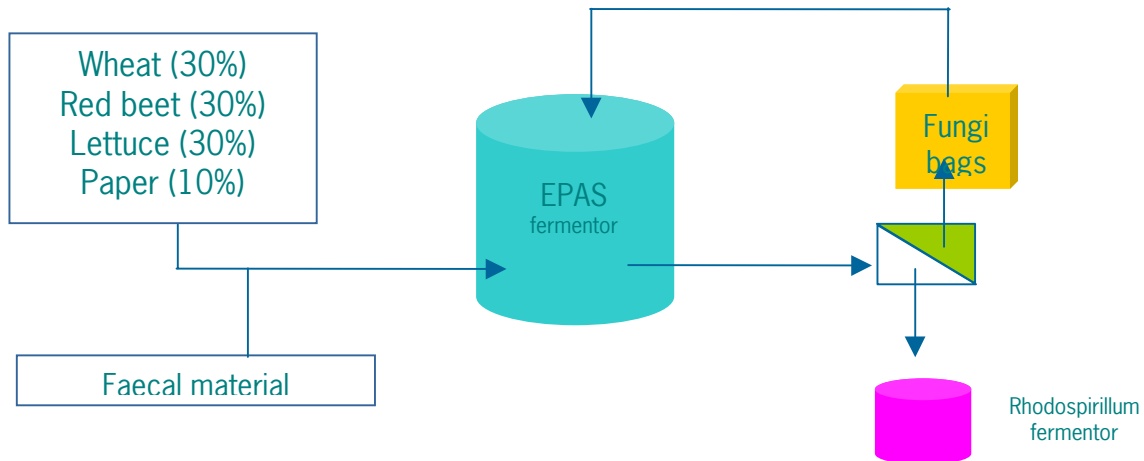 Wheat (30%)
Red beet (30%)
Lettuce (30%)
Paper (10%)
EPAS
fermentor
Fungi
bags
Faecal material
Rhodospirillum
fermentor